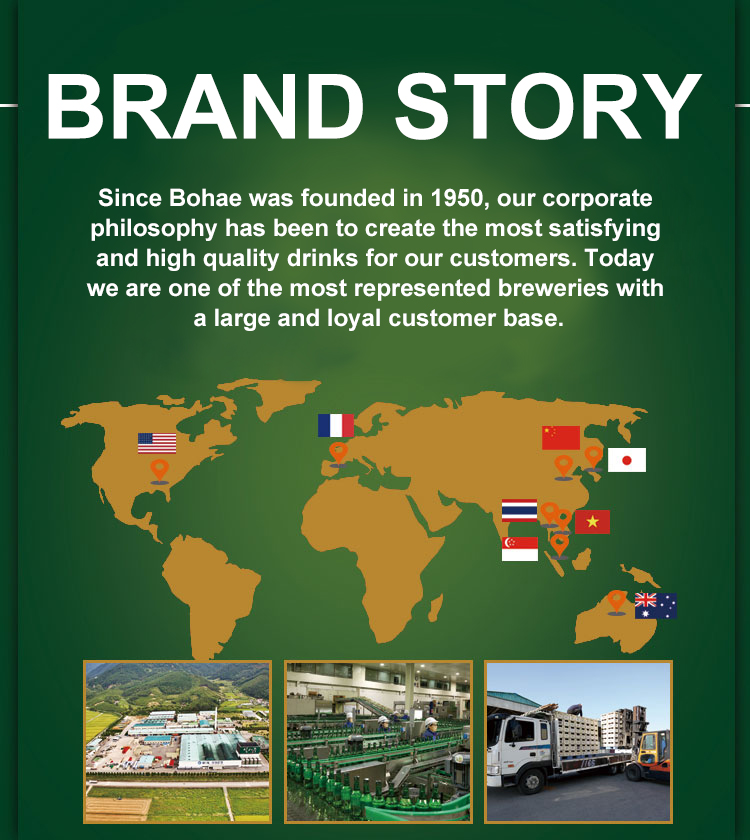 BRAND STORY
Since Bohae was founded in 1950, our corporate
philosophy has been to create the most satisfying
and high quality drinks for our customers. Today
we are one of the most represented breweries with
a large and loyal customer base.